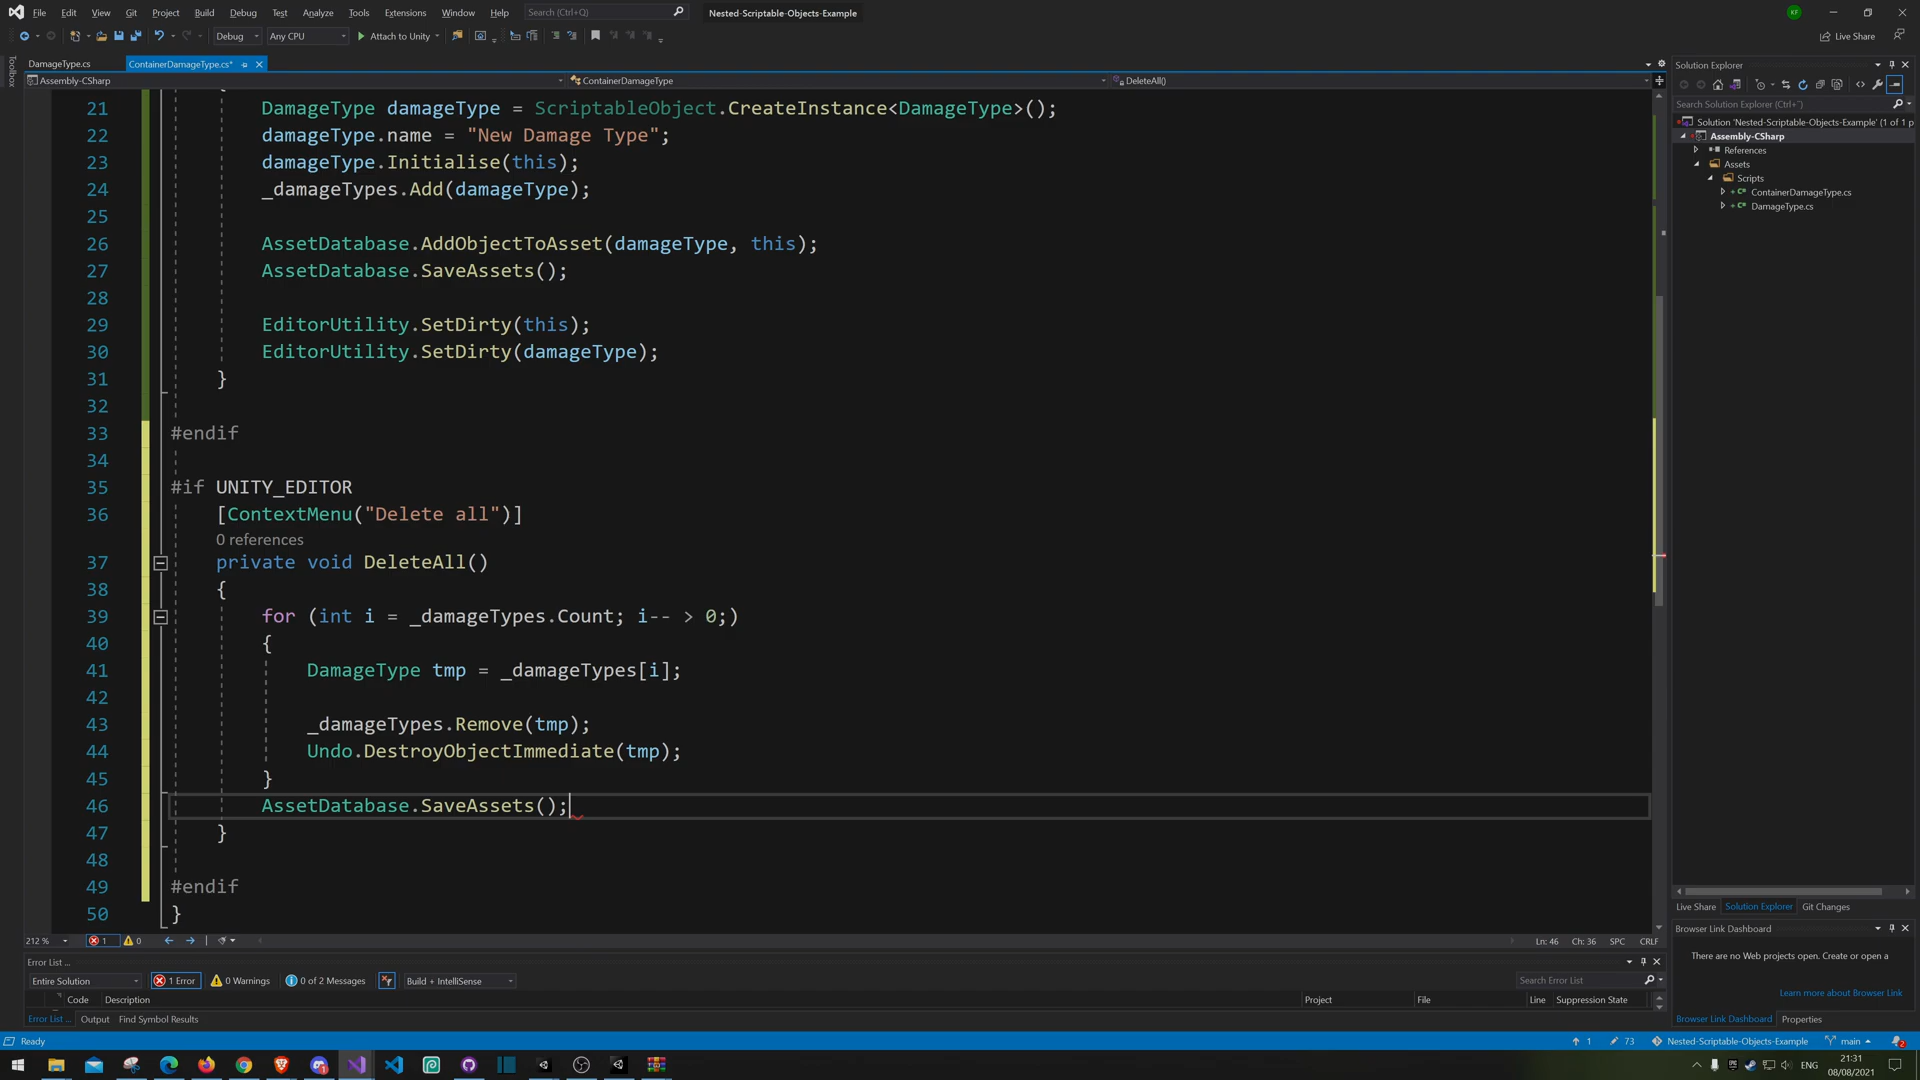 File Edit View Git Project Build Debug Test Analyze Tools Extensions Window Help Search (Ctrl+Q) Nested-Scriptable-Objects-Example KF
Debug Any CPU Attach to Unity Live Share
Toolbox
DamageType.cs ContainerDamageType.cs*
Assembly-CSharp ContainerDamageType DeleteAll()
{
21 DamageType damageType = ScriptableObject.CreateInstance<DamageType>();
22 damageType.name = "New Damage Type";
23 damageType.Initialise(this);
24 _damageTypes.Add(damageType);
25
26 AssetDatabase.AddObjectToAsset(damageType, this);
27 AssetDatabase.SaveAssets();
28
29 EditorUtility.SetDirty(this);
30 EditorUtility.SetDirty(damageType);
31 }
32
33 #endif
34
35 #if UNITY_EDITOR
36 [ContextMenu("Delete all")]
0 references
37 private void DeleteAll()
38 {
39 for (int i = _damageTypes.Count; i-- > 0;)
40 {
41 DamageType tmp = _damageTypes[i];
42
43 _damageTypes.Remove(tmp);
44 Undo.DestroyObjectImmediate(tmp);
45 }
46 AssetDatabase.SaveAssets();
47 }
48
49 #endif
50 }
212 % 1 0 Ln: 46 Ch: 36 SPC CRLF
Solution Explorer
Search Solution Explorer (Ctrl+')
Solution 'Nested-Scriptable-Objects-Example' (1 of 1 p
Assembly-CSharp
References
Assets
Scripts
ContainerDamageType.cs
DamageType.cs
Live Share Solution Explorer Git Changes
Browser Link Dashboard
There are no Web projects open. Create or open a
Learn more about Browser Link
Browser Link Dashboard Properties
Error List ...
Entire Solution 1 Error 0 Warnings 0 of 2 Messages Build + IntelliSense Search Error List
Code Description Project File Line Suppression State
Error List ... Output Find Symbol Results
Ready 1 73 Nested-Scriptable-Objects-Example main 2
ENG 21:31
08/08/2021